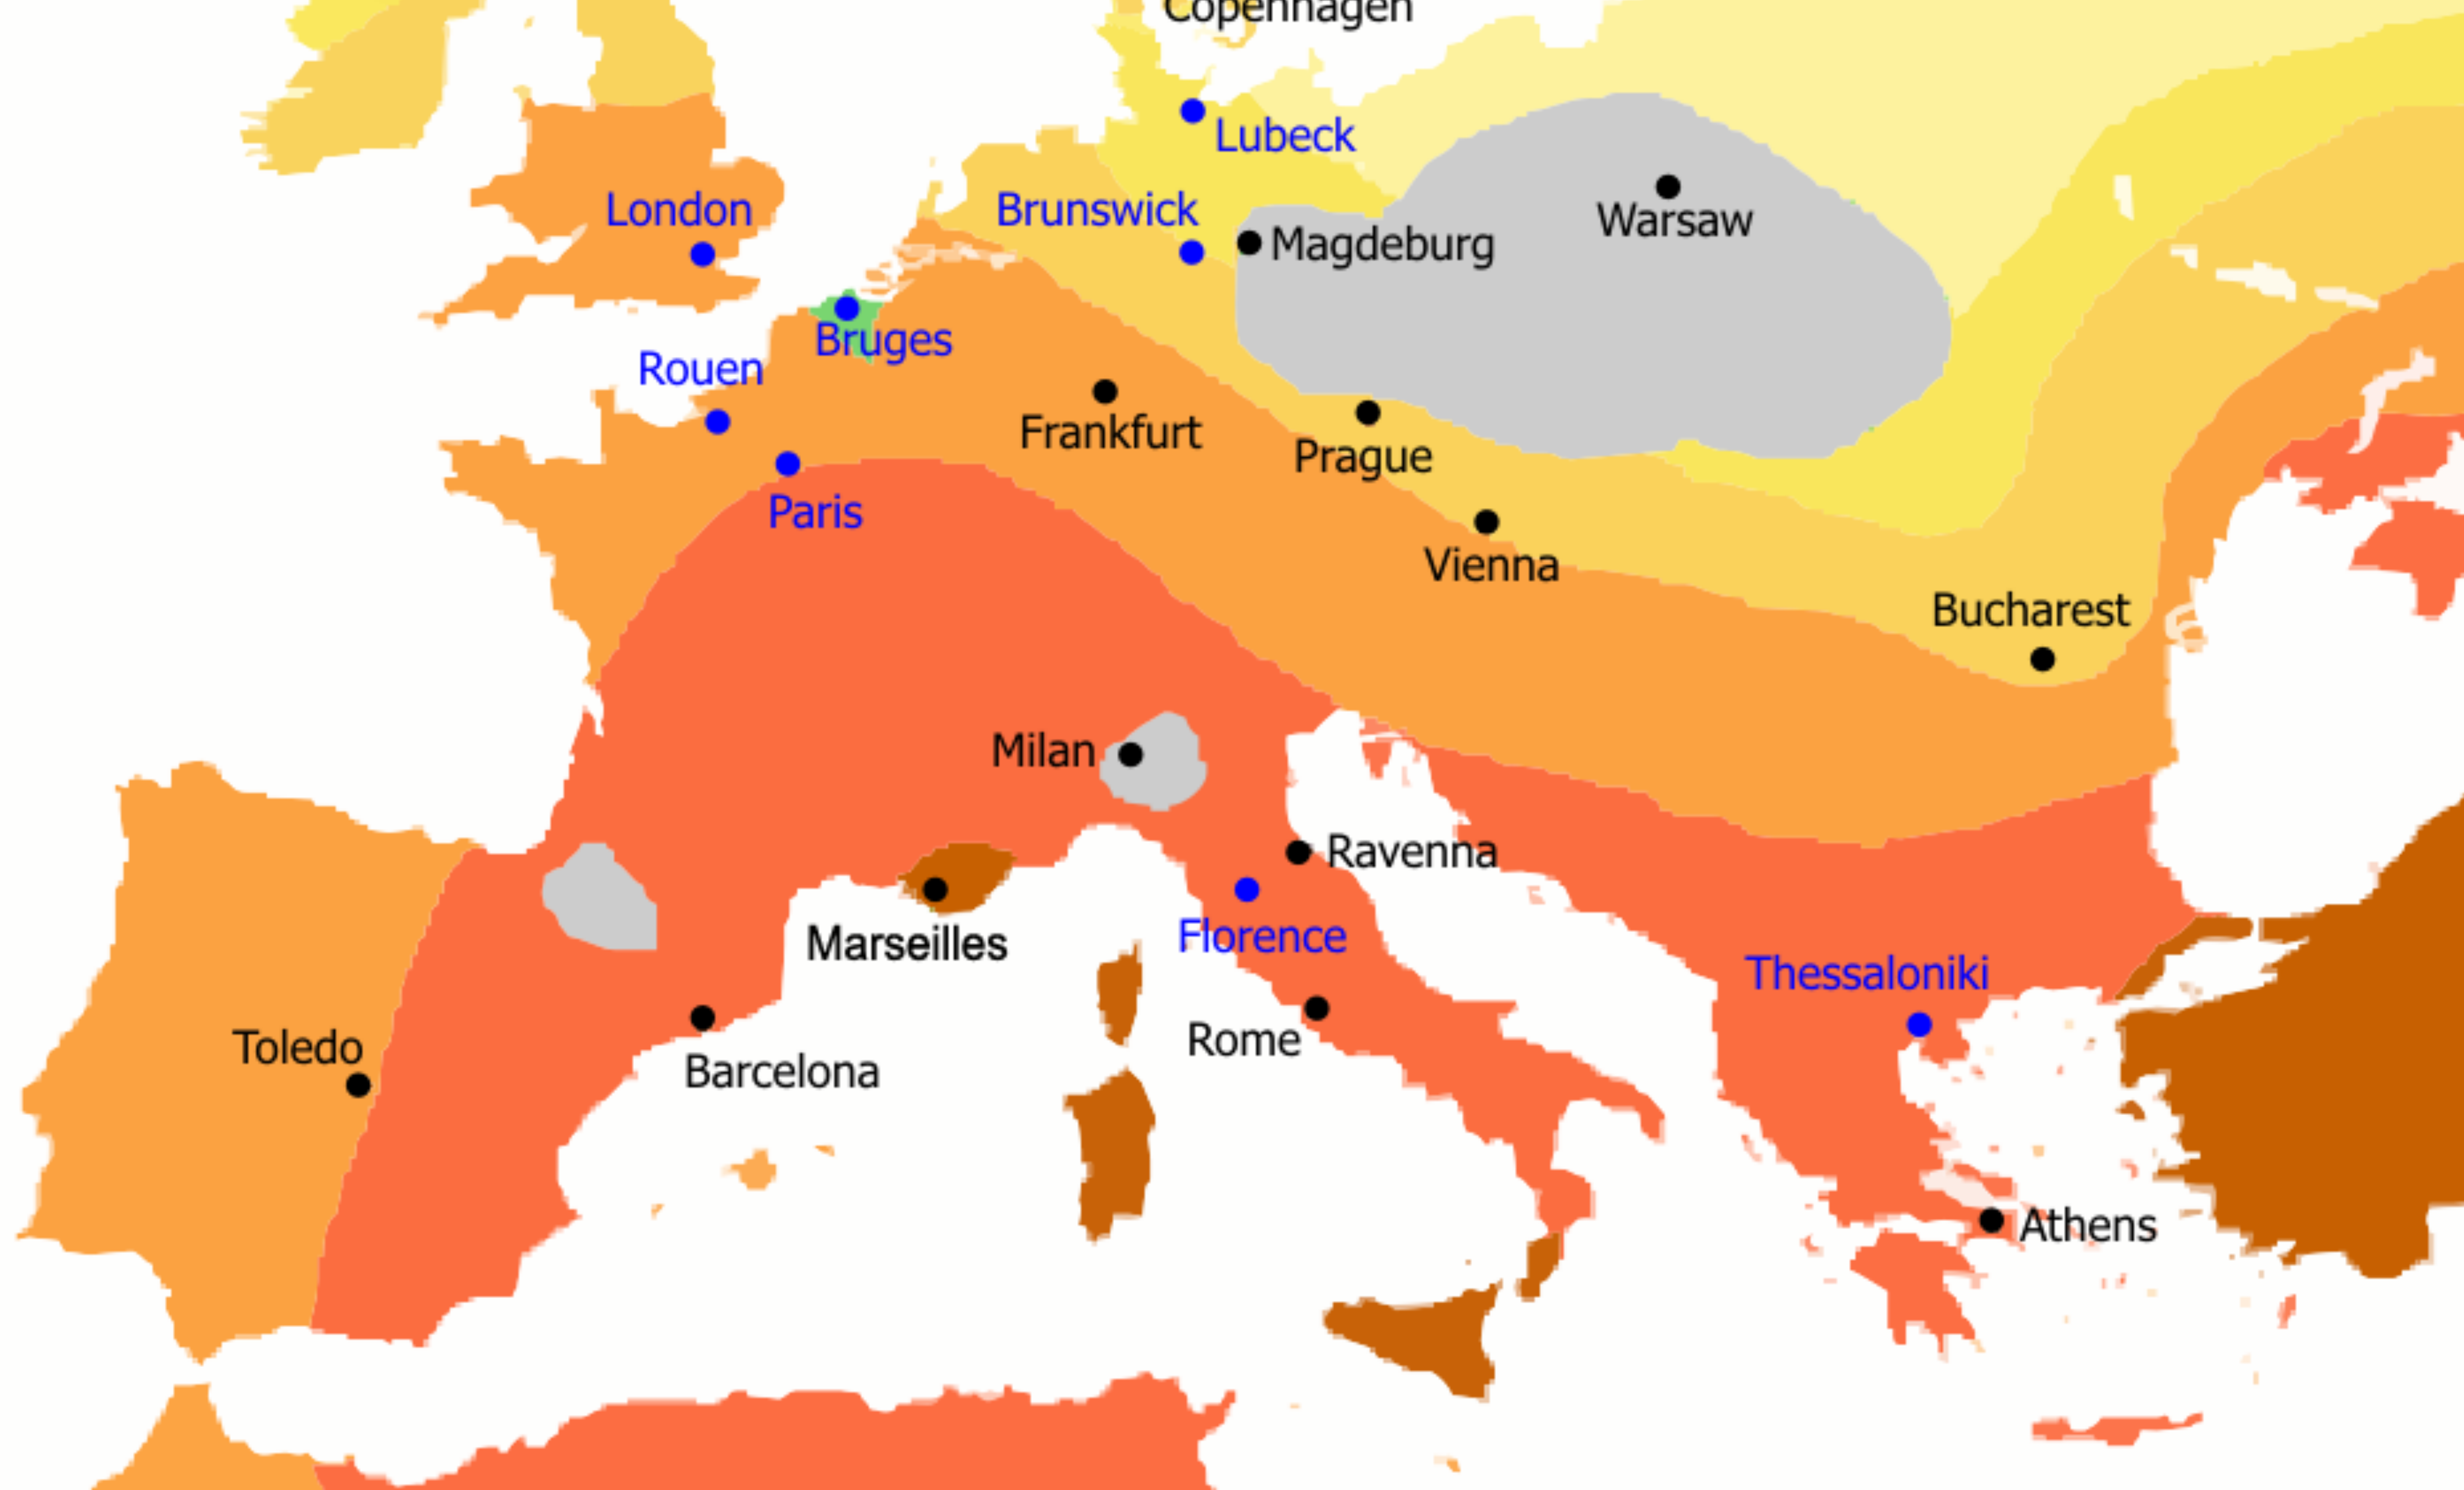 Copenhagen
Lubeck
Warsaw
London
Brunswick
Magdeburg
Bruges
Rouen
Frankfurt
Prague
Paris
Vienna
Bucharest
Milan
Ravenna
Marseilles
Florence
Thessaloniki
Toledo
Rome
Barcelona
Athens